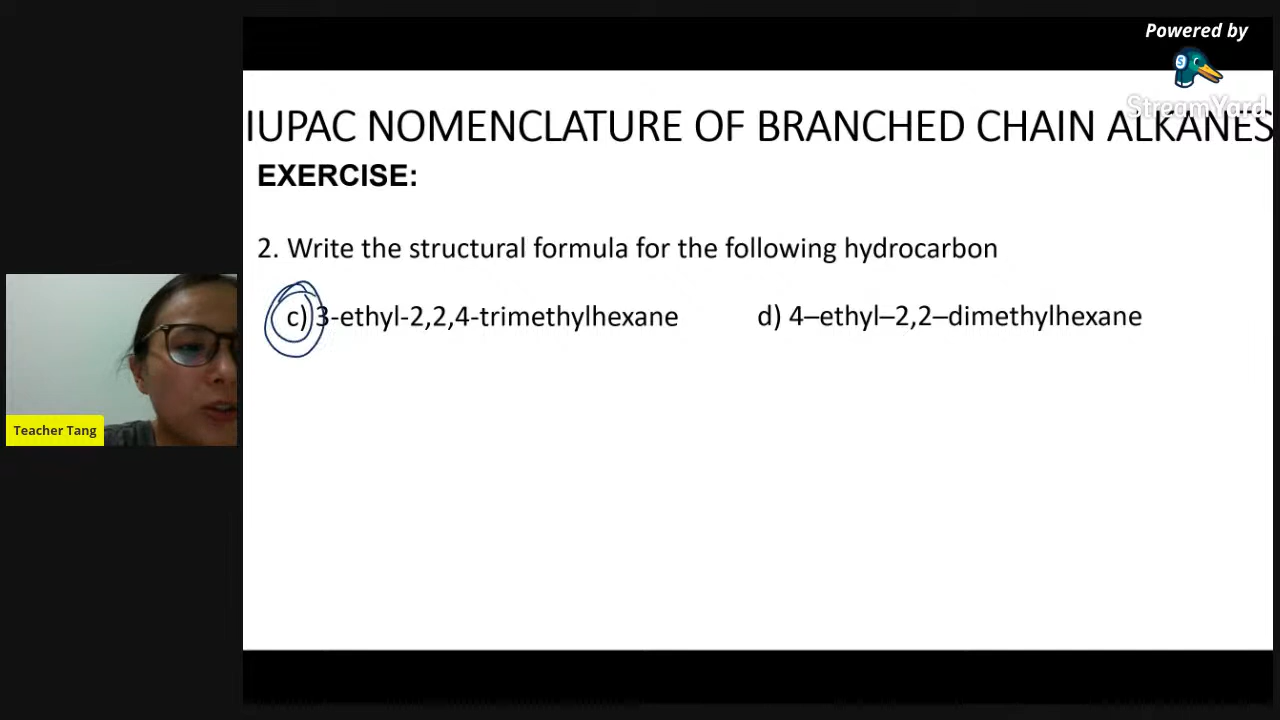 Powered by
StreamYard
IUPAC NOMENCLATURE OF BRANCHED CHAIN ALKANES
EXERCISE:
2. Write the structural formula for the following hydrocarbon
c) 3-ethyl-2,2,4-trimethylhexane
d) 4–ethyl–2,2–dimethylhexane
Teacher Tang